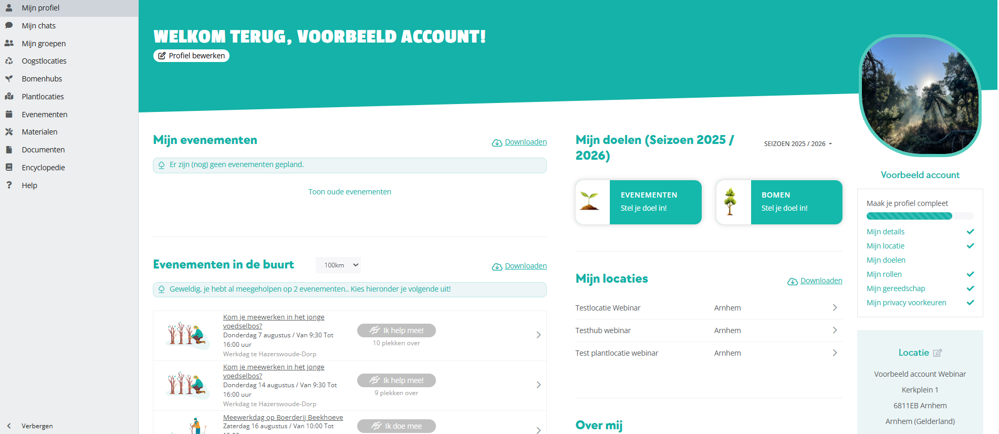 Mijn profiel
Mijn chats
Mijn groepen
Oogstlocaties
Bomenhubs
Plantlocaties
Evenementen
Materialen
Documenten
Encyclopedie
Help
Verbergen
WELKOM TERUG, VOORBEELD ACCOUNT!
Profiel bewerken
Mijn evenementen
Downloaden
Er zijn (nog) geen evenementen gepland.
Toon oude evenementen
Evenementen in de buurt
100km
Downloaden
Geweldig, je hebt al meegeholpen op 2 evenementen.. Kies hieronder je volgende uit!
Kom je meewerken in het jonge
voedselbos?
Donderdag 7 augustus / Van 9:30 Tot
16:00 uur
Werkdag te Hazerswoude-Dorp
Ik help mee!
10 plekken over
Kom je meewerken in het jonge
voedselbos?
Donderdag 14 augustus / Van 9:30 Tot
16:00 uur
Werkdag te Hazerswoude-Dorp
Ik help mee!
9 plekken over
Meewerkdag op Boerderij Beekhoeve
Zaterdag 16 augustus / Van 10:00 Tot
Ik doe mee
Mijn doelen (Seizoen 2025 /
2026)
SEIZOEN 2025 / 2026
EVENEMENTEN
Stel je doel in!
BOMEN
Stel je doel in!
Mijn locaties
Downloaden
Testlocatie Webinar Arnhem
Testhub webinar Arnhem
Test plantlocatie webinar Arnhem
Over mij
Voorbeeld account
Maak je profiel compleet
Mijn details
Mijn locatie
Mijn doelen
Mijn rollen
Mijn gereedschap
Mijn privacy voorkeuren
Locatie
Voorbeeld account Webinar
Kerkplein 1
6811EB Arnhem
Arnhem (Gelderland)